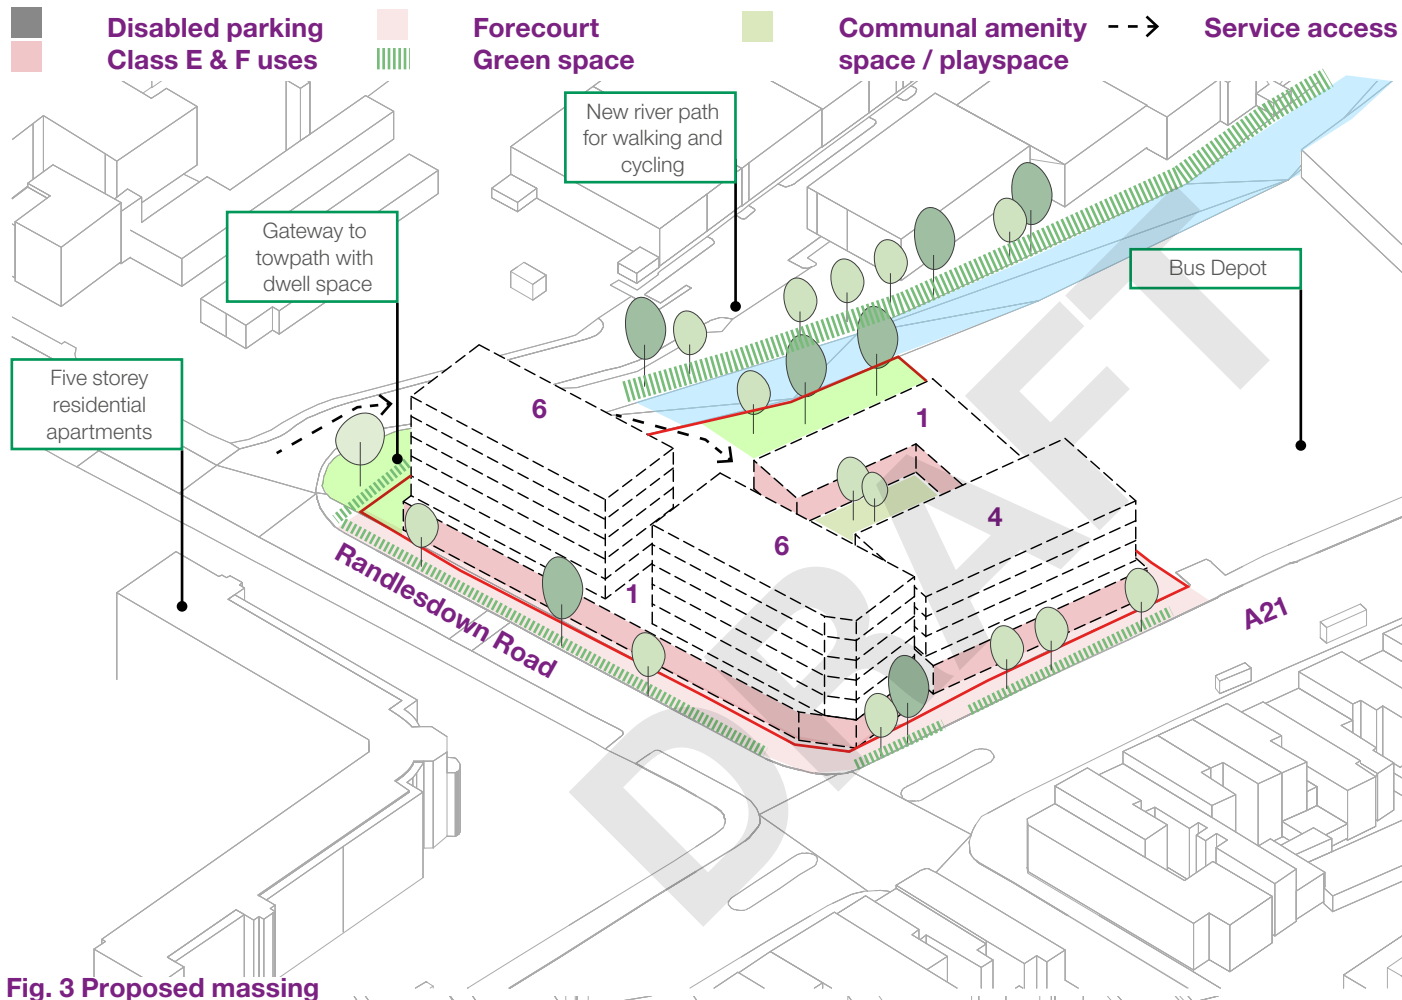 Disabled parking
Class E & F uses
Forecourt
Green space
Communal amenity
space / playspace
Service access
New river path
for walking and
cycling
Gateway to
towpath with
dwell space
Bus Depot
Five storey
residential
apartments
6
1
6
4
1
Randlesdown Road
A21
DRAFT
Fig. 3 Proposed massing